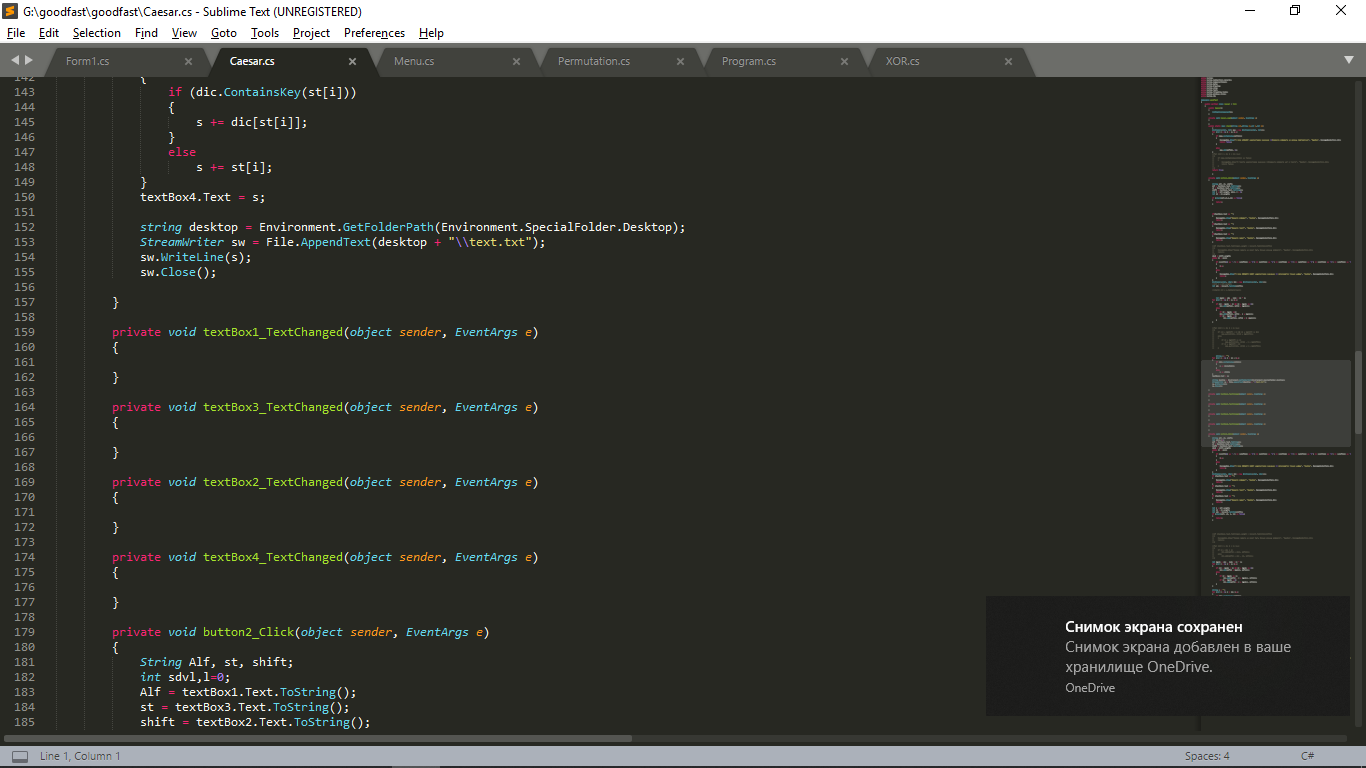 G:\goodfast\goodfast\Caesar.cs - Sublime Text (UNREGISTERED)
File Edit Selection Find View Goto Tools Project Preferences Help
Form1.cs Caesar.cs Menu.cs Permutation.cs Program.cs XOR.cs
142 {
143 if (dic.ContainsKey(st[i]))
144 {
145 s += dic[st[i]];
146 }
147 else
148 s += st[i];
149 }
150 textBox4.Text = s;
151
152 string desktop = Environment.GetFolderPath(Environment.SpecialFolder.Desktop);
153 StreamWriter sw = File.AppendText(desktop + "\\text.txt");
154 sw.WriteLine(s);
155 sw.Close();
156
157 }
158
159 private void textBox1_TextChanged(object sender, EventArgs e)
160 {
161
162 }
163
164 private void textBox3_TextChanged(object sender, EventArgs e)
165 {
166
167 }
168
169 private void textBox2_TextChanged(object sender, EventArgs e)
170 {
171
172 }
173
174 private void textBox4_TextChanged(object sender, EventArgs e)
175 {
176
177 }
178
179 private void button2_Click(object sender, EventArgs e)
180 {
181 String Alf, st, shift;
182 int sdvl,l=0;
183 Alf = textBox1.Text.ToString();
184 st = textBox3.Text.ToString();
185 shift = textBox2.Text.ToString();
Снимок экрана сохранен
Снимок экрана добавлен в ваше
хранилище OneDrive.
OneDrive
Line 1, Column 1 Spaces: 4 C#